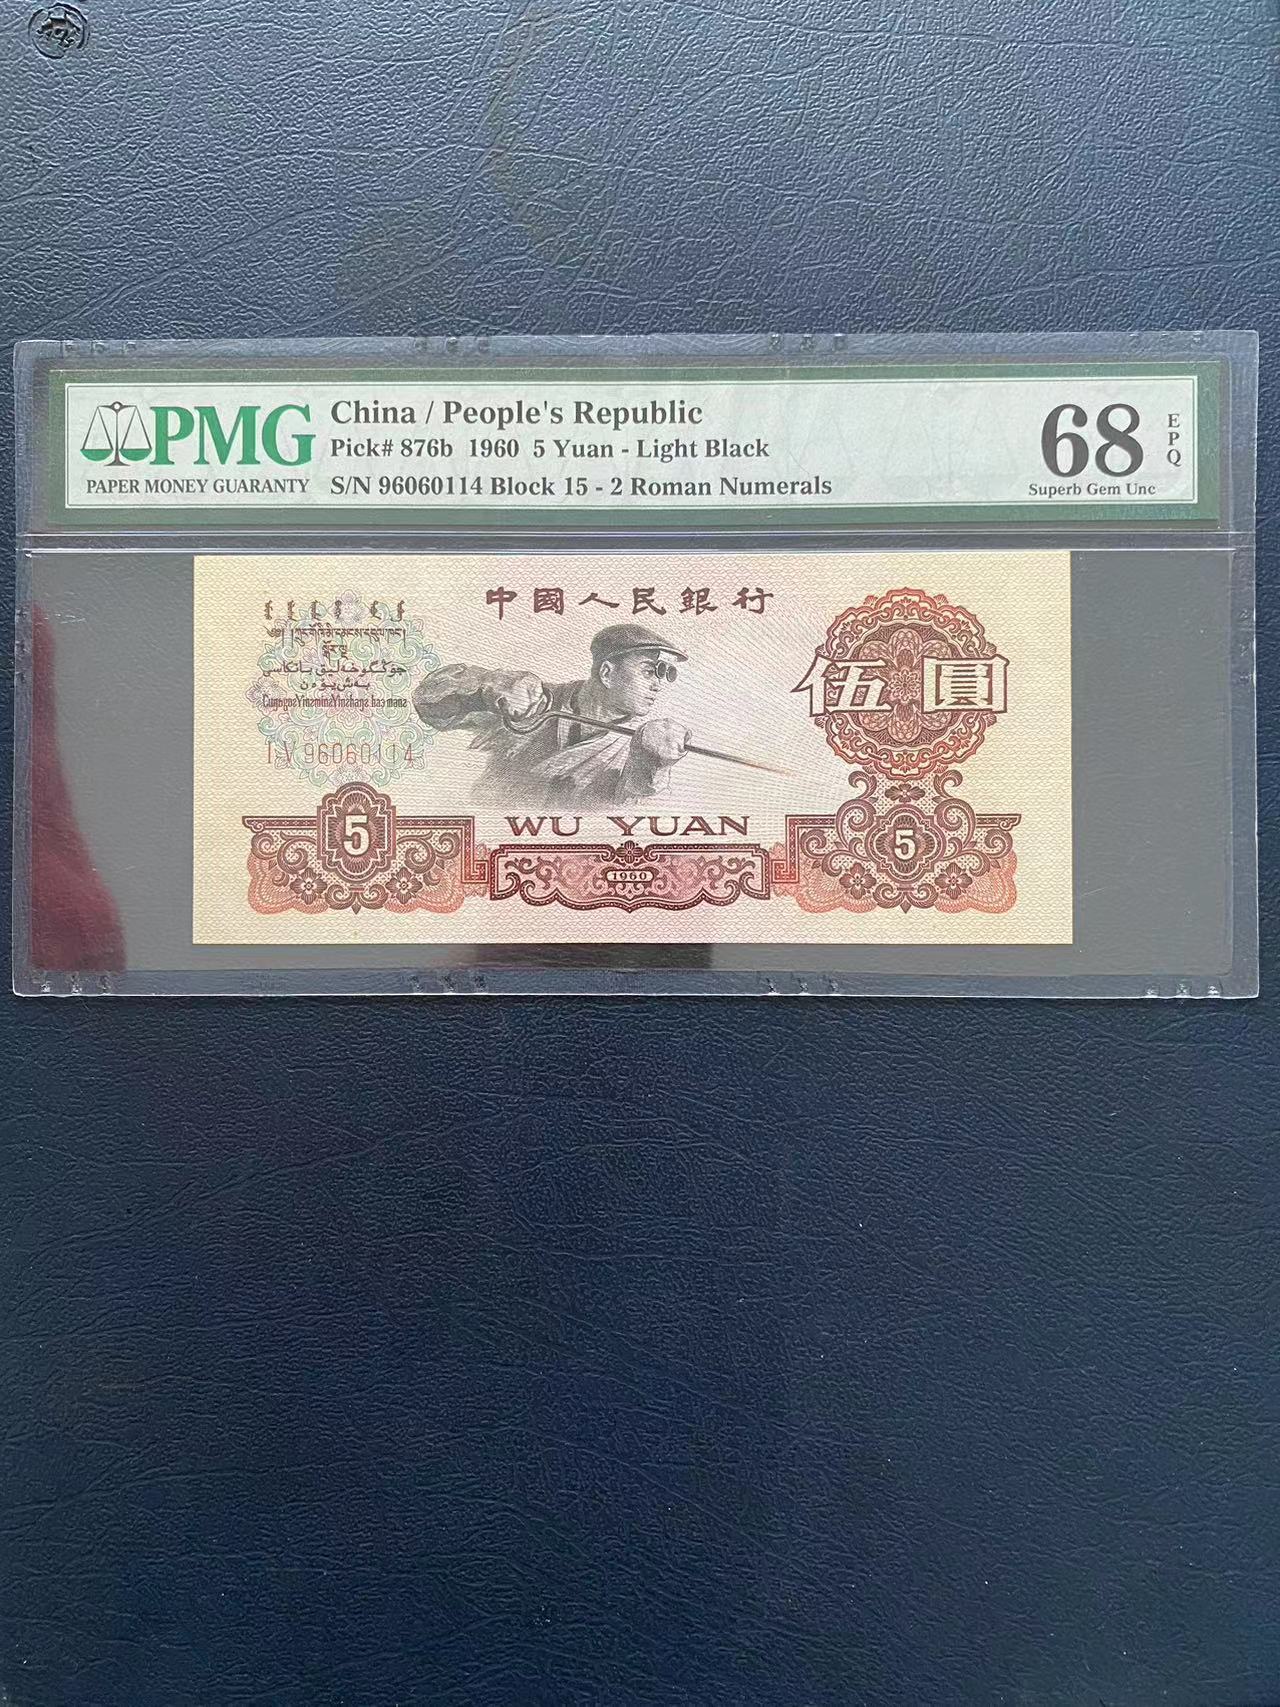 PMG
PAPER MONEY GUARANTY
China / People's Republic
Pick# 876b 1960 5 Yuan - Light Black
S/N 96060114 Block 15 - 2 Roman Numerals
68
EPQ
Superb Gem Unc
中國人民銀行
伍圓
I V 96060114
5
WU YUAN
1960
5